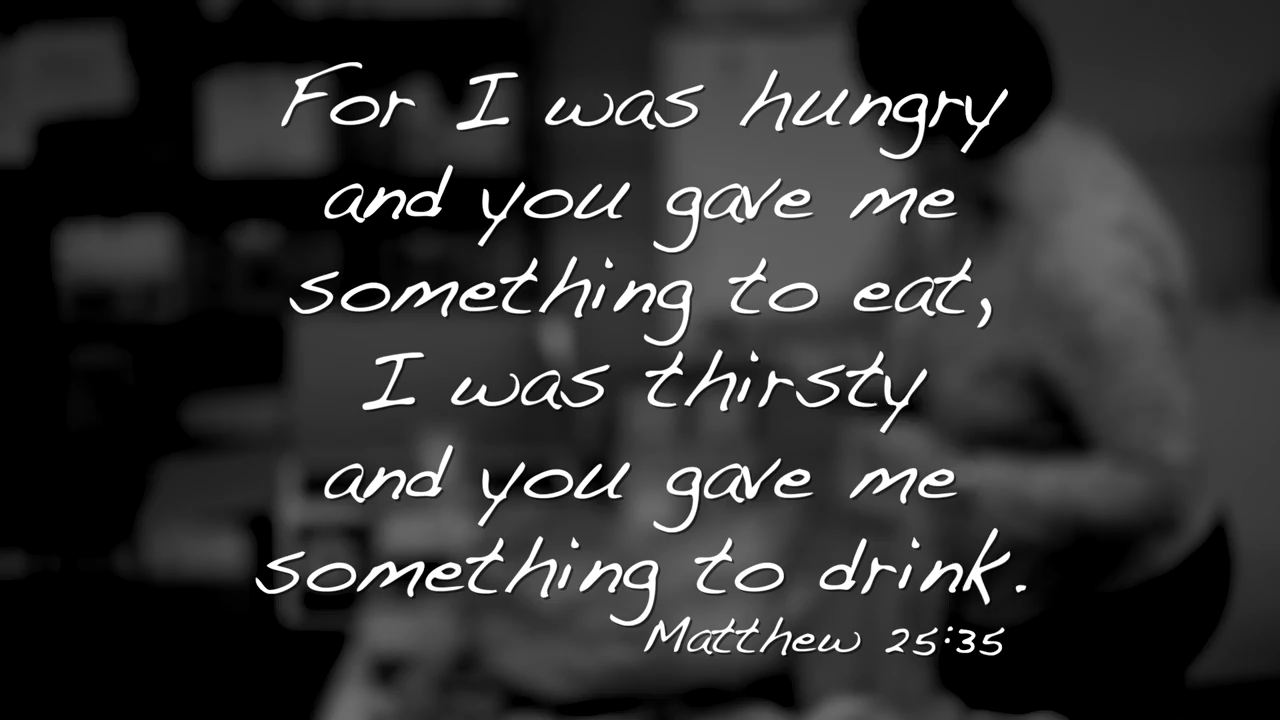 For I was hungry
and you gave me
something to eat,
I was thirsty
and you gave me
something to drink.
Matthew 25:35